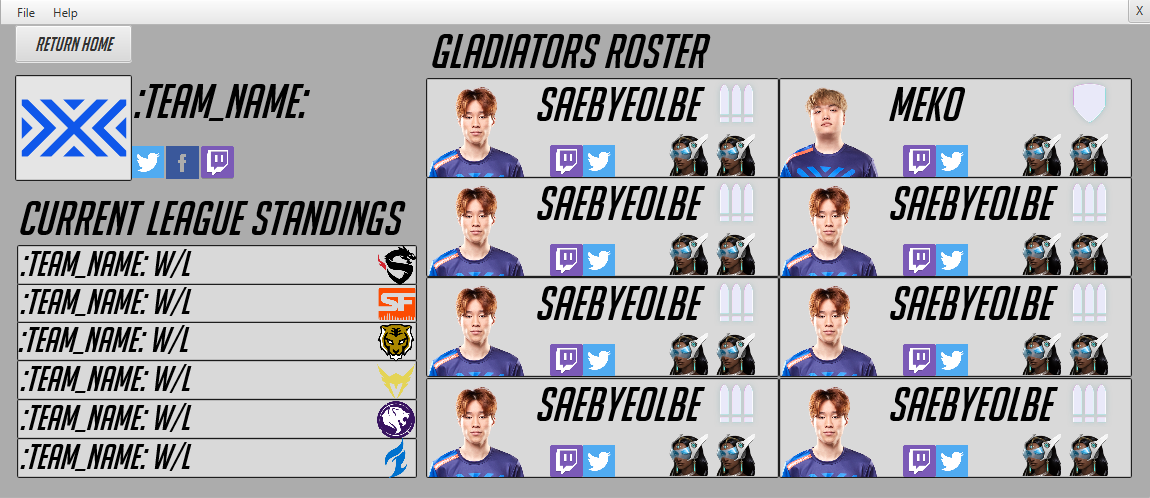 File Help X
RETURN HOME
:TEAM_NAME:
CURRENT LEAGUE STANDINGS
:TEAM_NAME: W/L
:TEAM_NAME: W/L
SF
:TEAM_NAME: W/L
:TEAM_NAME: W/L
:TEAM_NAME: W/L
:TEAM_NAME: W/L
GLADIATORS ROSTER
SAEBYEOLBE
MEKO
SAEBYEOLBE
SAEBYEOLBE
SAEBYEOLBE
SAEBYEOLBE
SAEBYEOLBE
SAEBYEOLBE